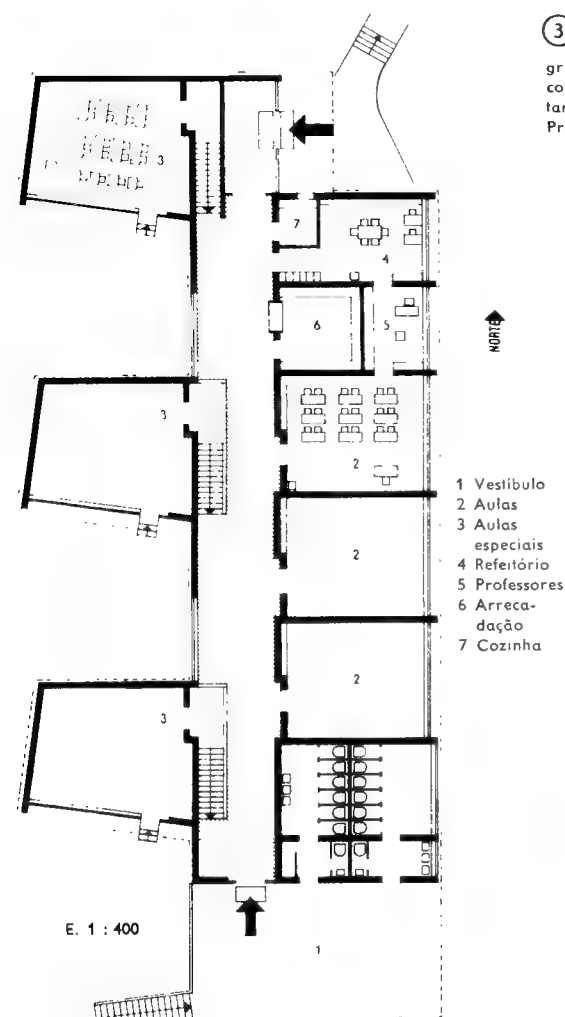 3
gr
co
tar
Pr
3
7
4
NORTE
6
5
3
2
1 Vestíbulo
2 Aulas
3 Aulas
especiais
4 Refeitório
5 Professores
6 Arreca-
dação
7 Cozinha
2
2
3
E. 1 : 400
1